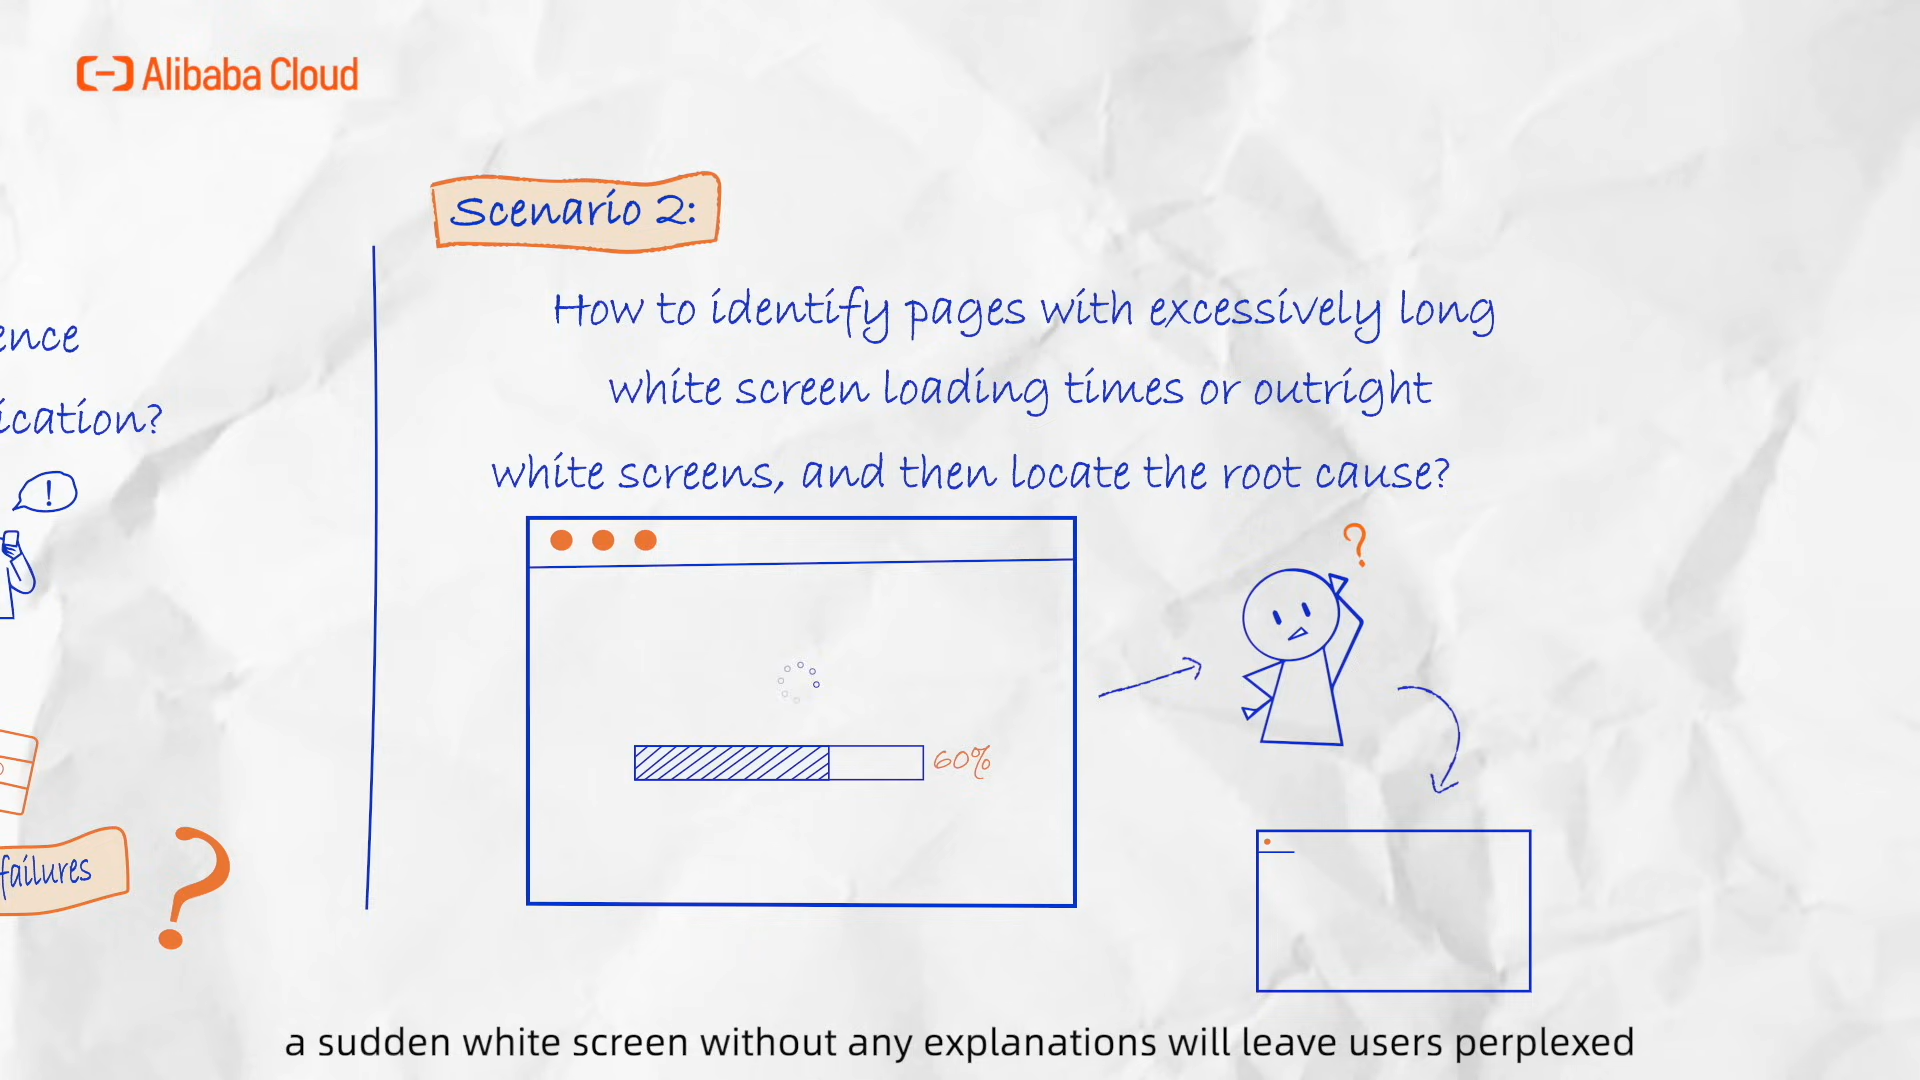 Alibaba Cloud
Scenario 2:
How to identify pages with excessively long
white screen loading times or outright
white screens, and then locate the root cause?
ence
ication?
!
?
60%
failures
?
a sudden white screen without any explanations will leave users perplexed